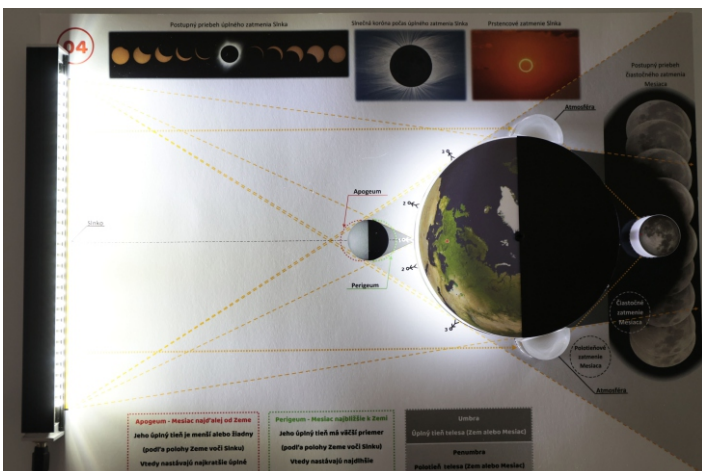 04
Postupný priebeh úplného zatmenia Slnka
Slnečná koróna počas úplného zatmenia Slnka
Prstencové zatmenie Slnka
Postupný priebeh
čiastočného zatmenia
Mesiaca
Atmosféra
Apogeum
Slnko
Perigeum
Čiastočné
zatmenie
Mesiaca
Polotieňové
zatmenie
Mesiaca
Atmosféra
Apogeum - Mesiac najďalej od Zeme
Jeho úplný tieň je menší alebo žiadny
(podľa polohy Zeme voči Slnku)
Vtedy nastávajú najkratšie úplné
Perigeum - Mesiac najbližšie k Zemi
Jeho úplný tieň má väčší priemer
(podľa polohy Zeme voči Slnku)
Vtedy nastávajú najdlhšie
Umbra
Úplný tieň telesa (Zem alebo Mesiac)
Penumbra
Polotieň telesa (Zem alebo Mesiac)